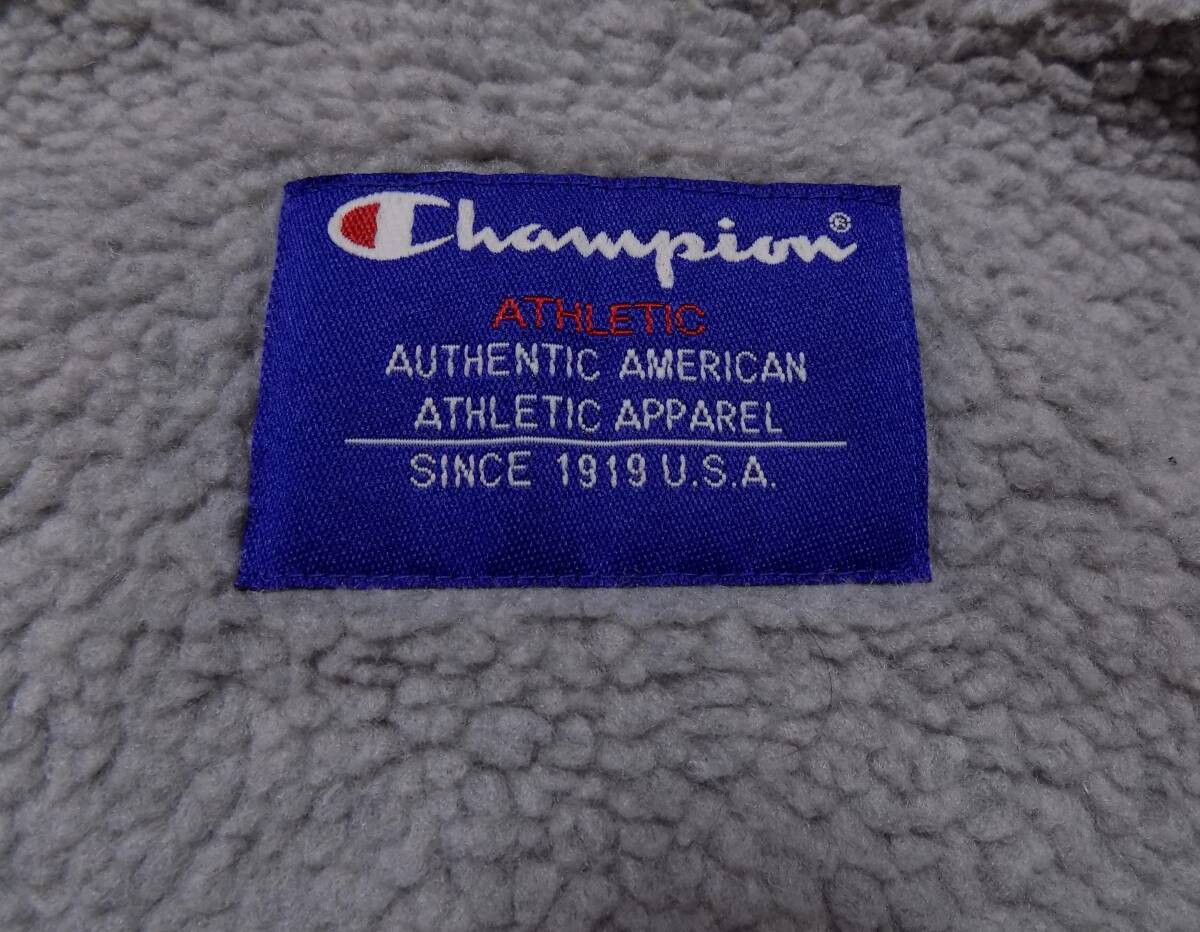 Champion®
ATHLETIC
AUTHENTIC AMERICAN
ATHLETIC APPAREL
SINCE 1919 U.S.A.